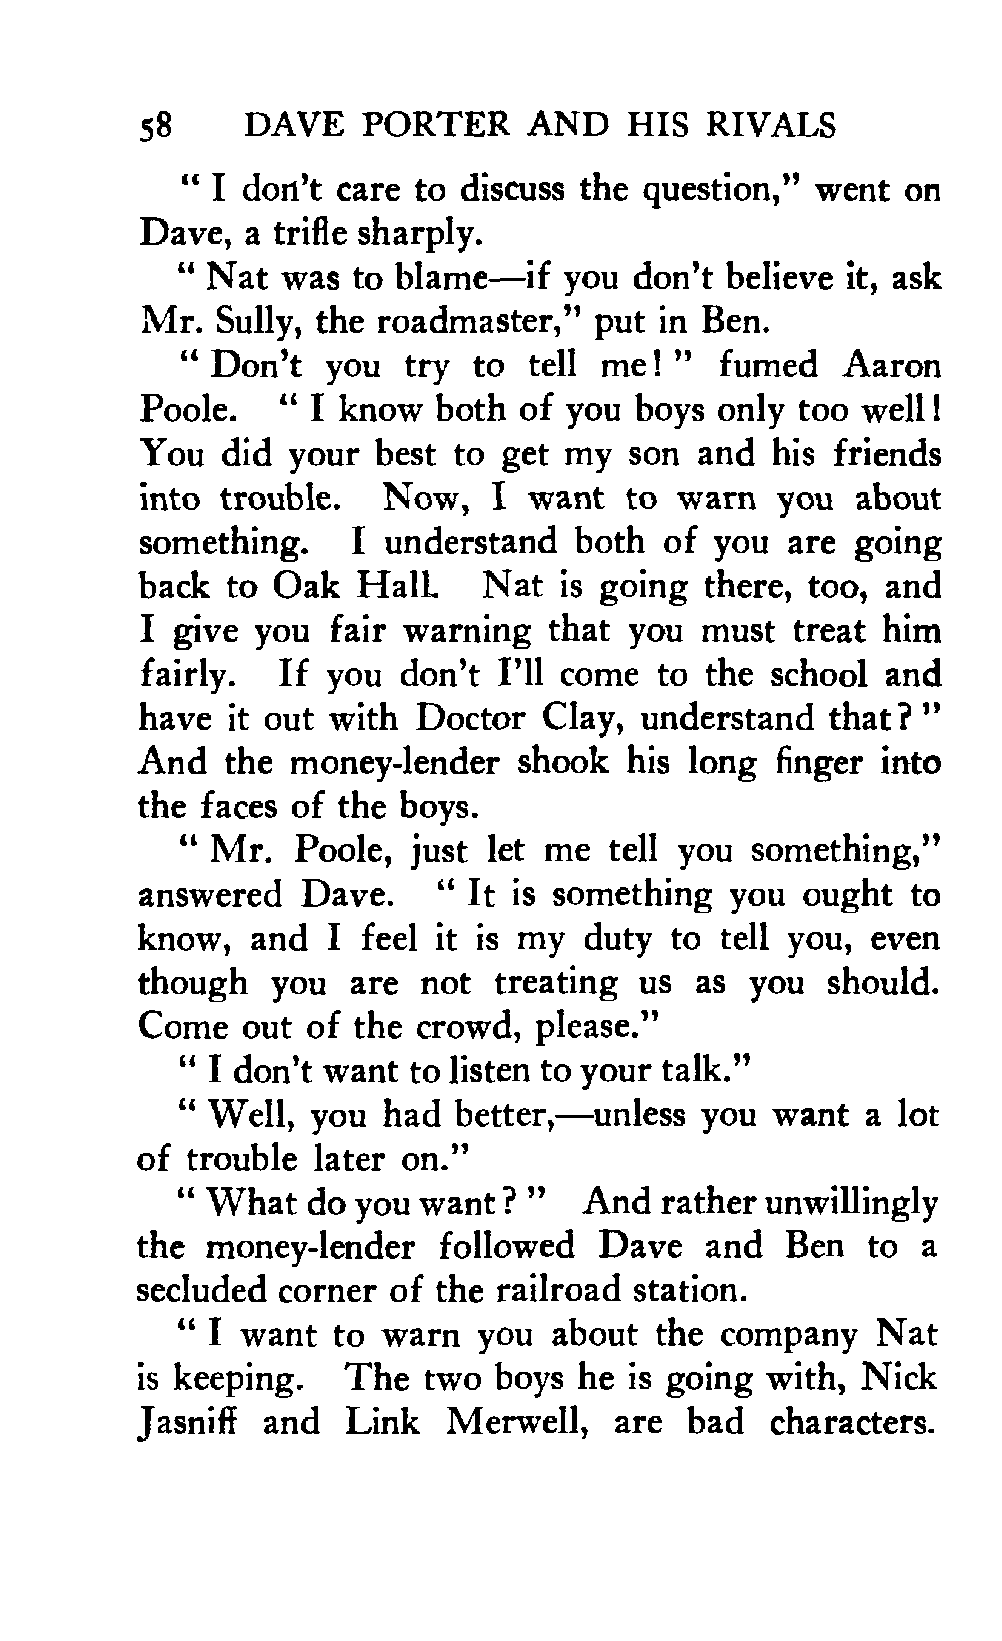 58 DAVE PORTER AND HIS RIVALS
“ I don’t care to discuss the question,” went on
Dave, a trifle sharply.
“ Nat was to blame—if you don’t believe it, ask
Mr. Sully, the roadmaster,” put in Ben.
“ Don’t you try to tell me! ” fumed Aaron
Poole. “ I know both of you boys only too well!
You did your best to get my son and his friends
into trouble. Now, I want to warn you about
something. I understand both of you are going
back to Oak Hall. Nat is going there, too, and
I give you fair warning that you must treat him
fairly. If you don’t I’ll come to the school and
have it out with Doctor Clay, understand that? ”
And the money-lender shook his long finger into
the faces of the boys.
“ Mr. Poole, just let me tell you something,”
answered Dave. “ It is something you ought to
know, and I feel it is my duty to tell you, even
though you are not treating us as you should.
Come out of the crowd, please.”
“ I don’t want to listen to your talk.”
“ Well, you had better,—unless you want a lot
of trouble later on.”
“ What do you want? ” And rather unwillingly
the money-lender followed Dave and Ben to a
secluded corner of the railroad station.
“ I want to warn you about the company Nat
is keeping. The two boys he is going with, Nick
Jasniff and Link Merwell, are bad characters.